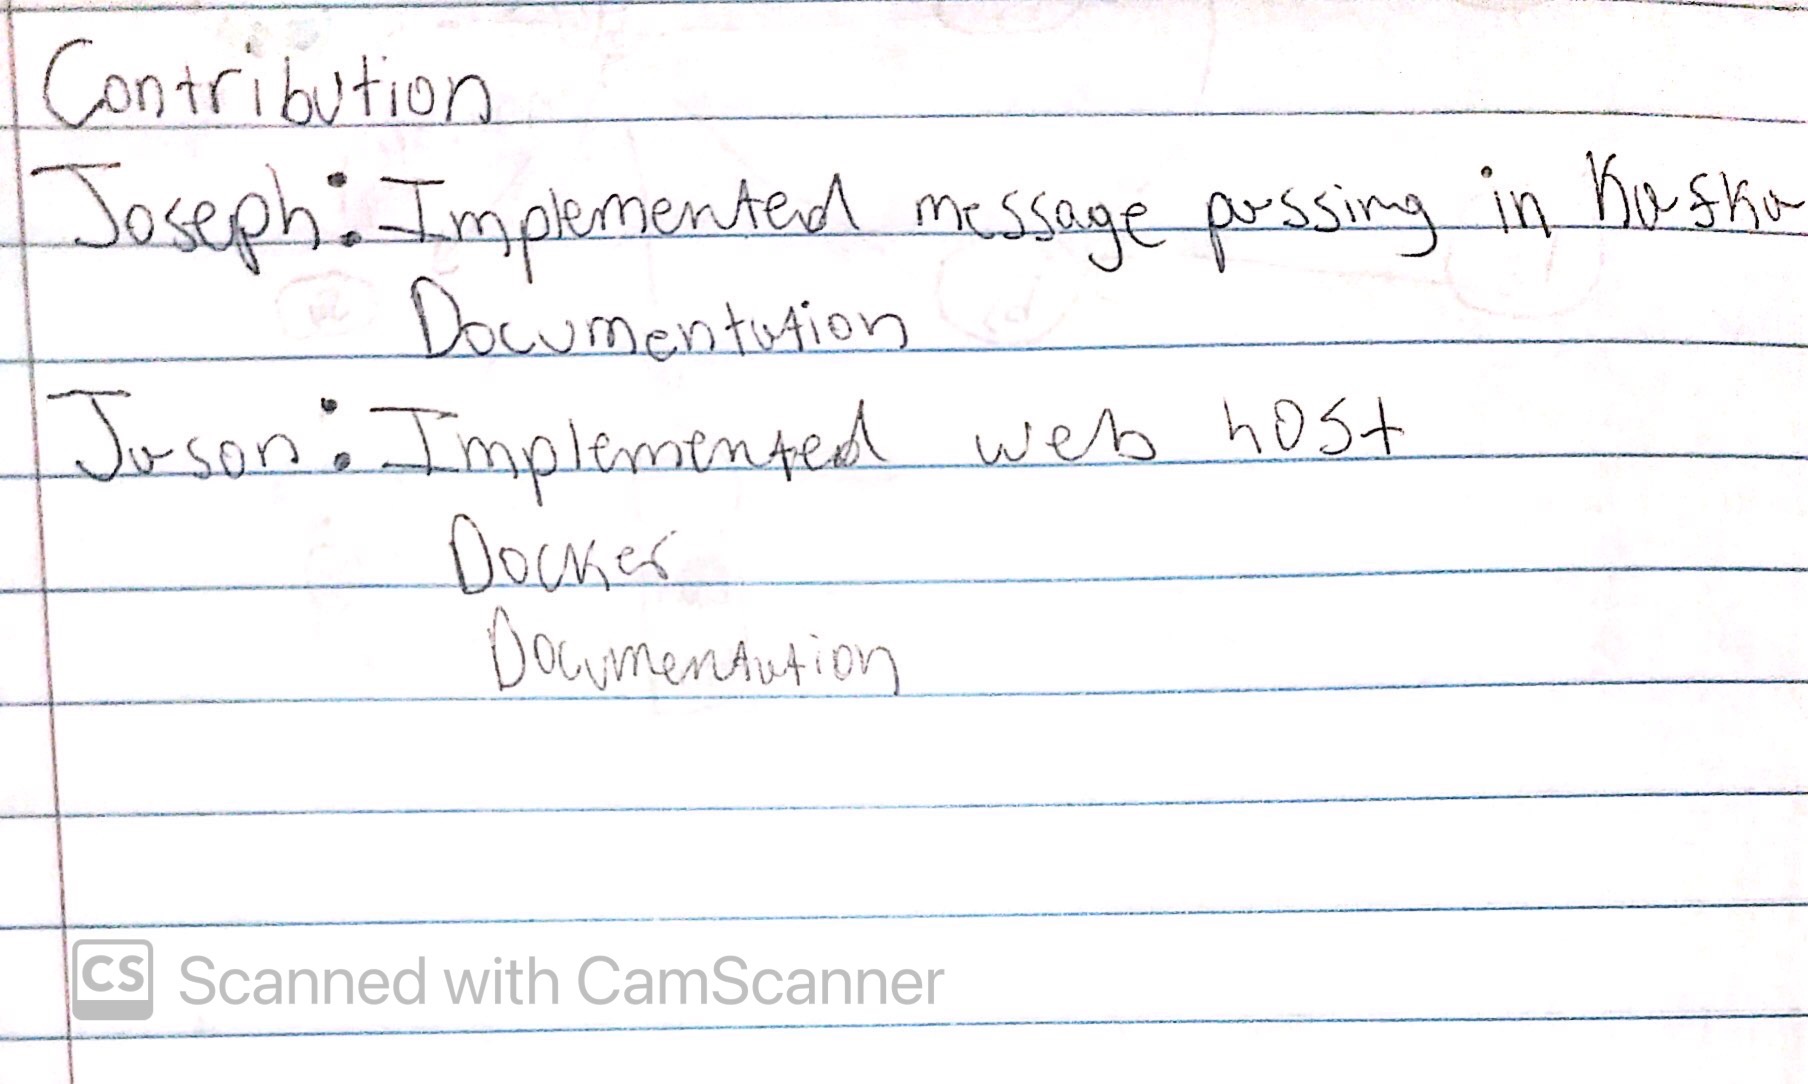 Contribution
Joseph: Implemented message passing in Kafka
Documentation
Jason: Implemented web host
Docker
Documentation
CS Scanned with CamScanner